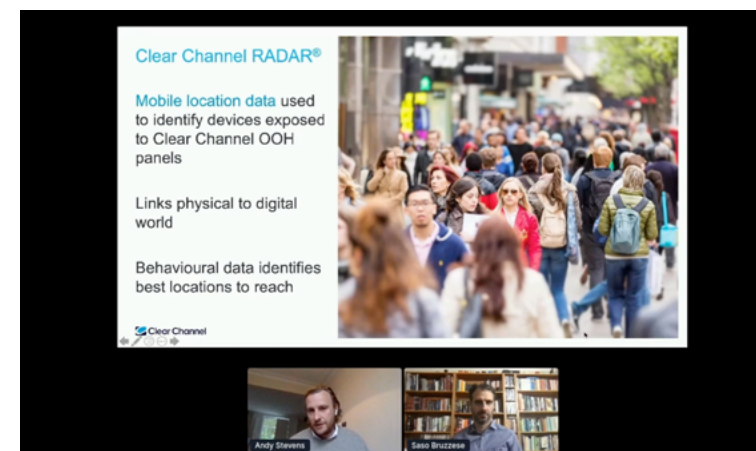 Clear Channel RADAR®
Mobile location data used
to identify devices exposed
to Clear Channel OOH
panels
Links physical to digital
world
Behavioural data identifies
best locations to reach
Clear Channel
Andy Stevens
Saso Bruzzese